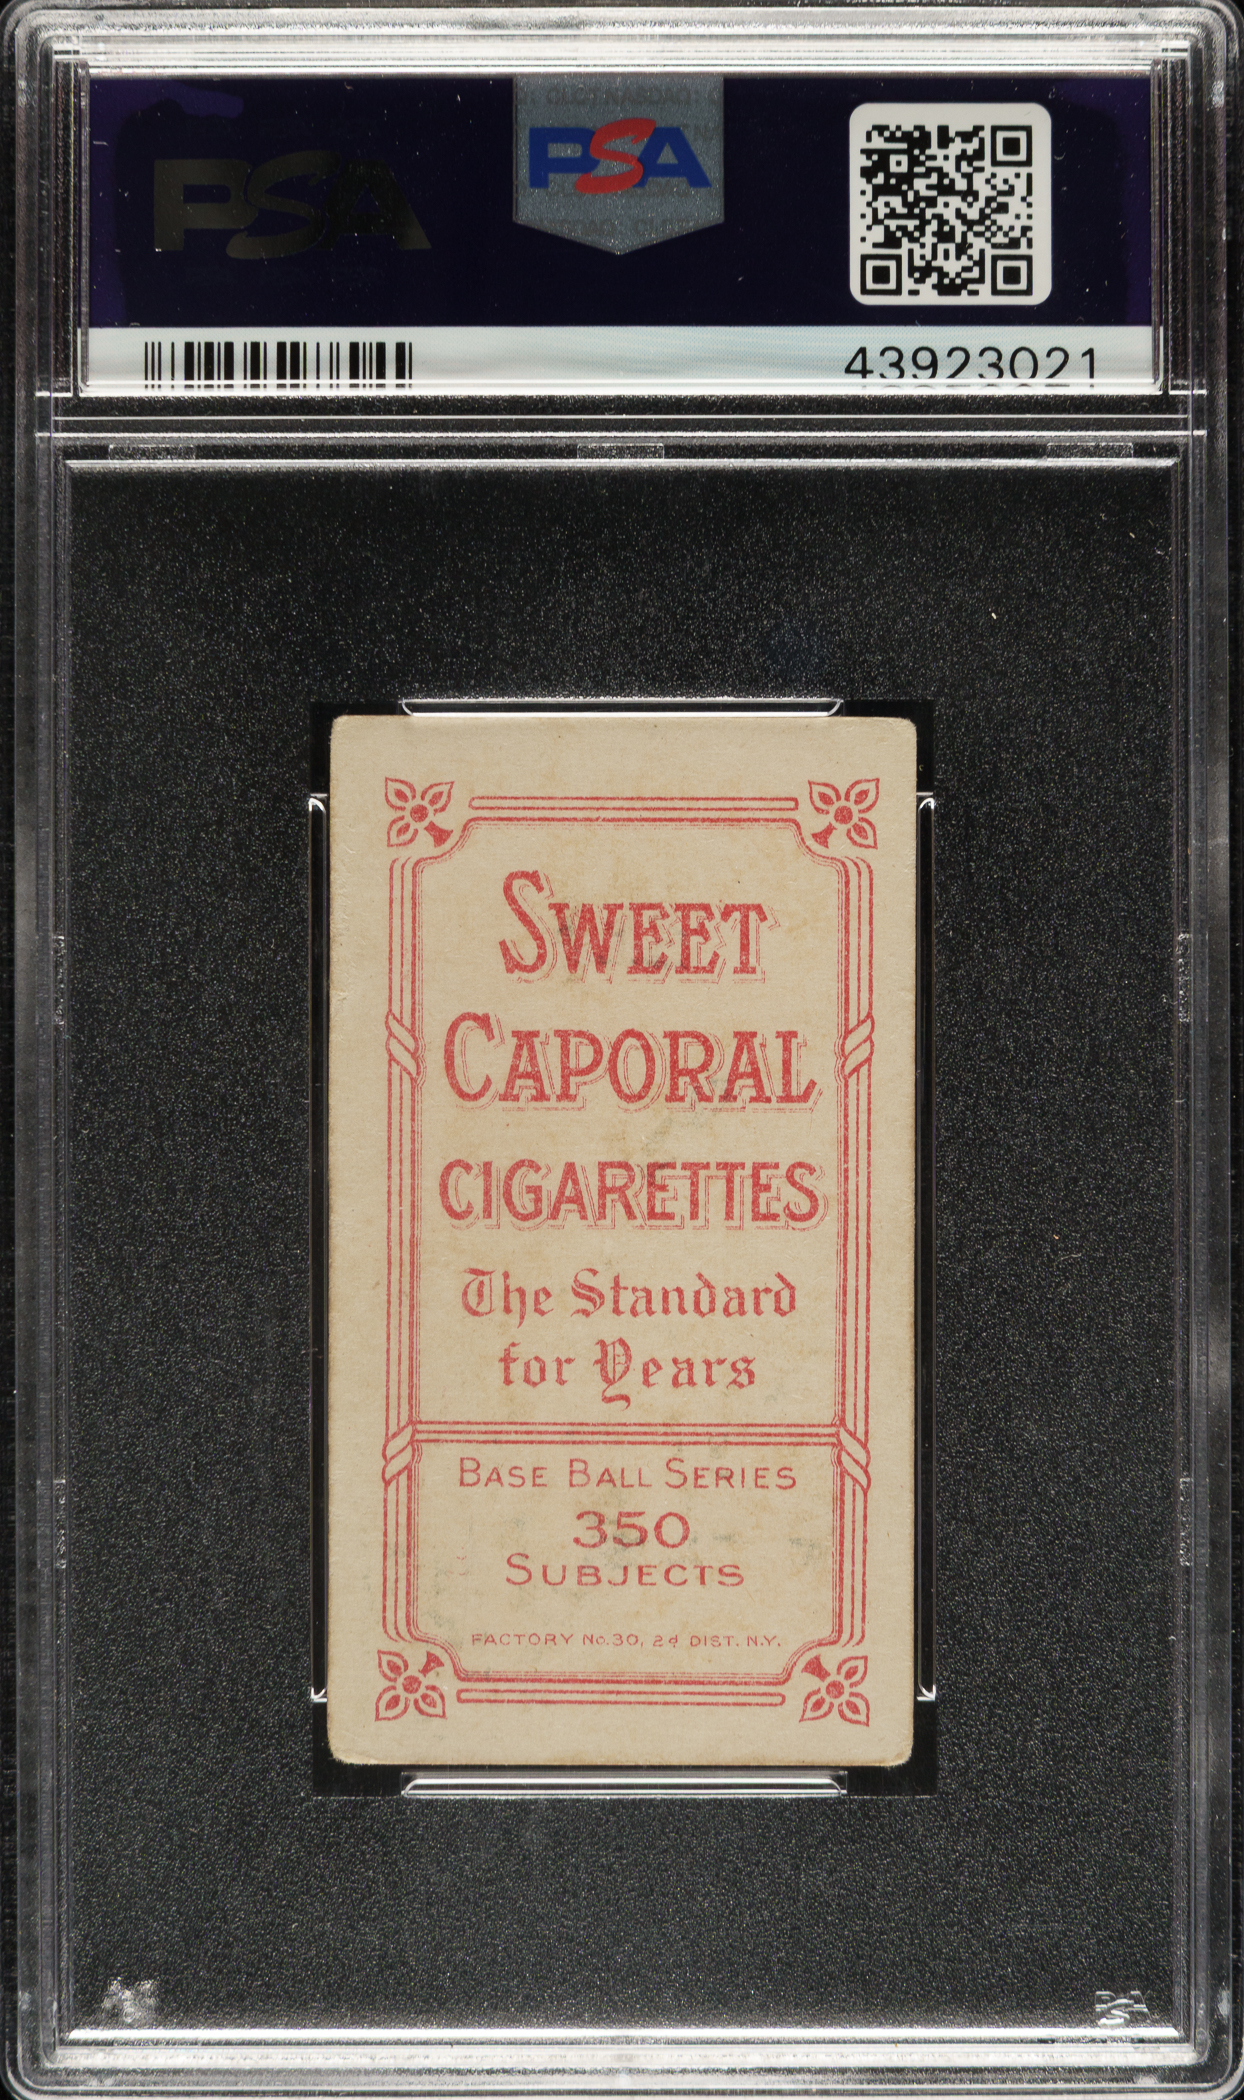 PSA
PSA
43923021
SWEET
CAPORAL
CIGARETTES
The Standard
for Years
BASE BALL SERIES
350
SUBJECTS
FACTORY No.30, 2d DIST. N.Y.
PSA